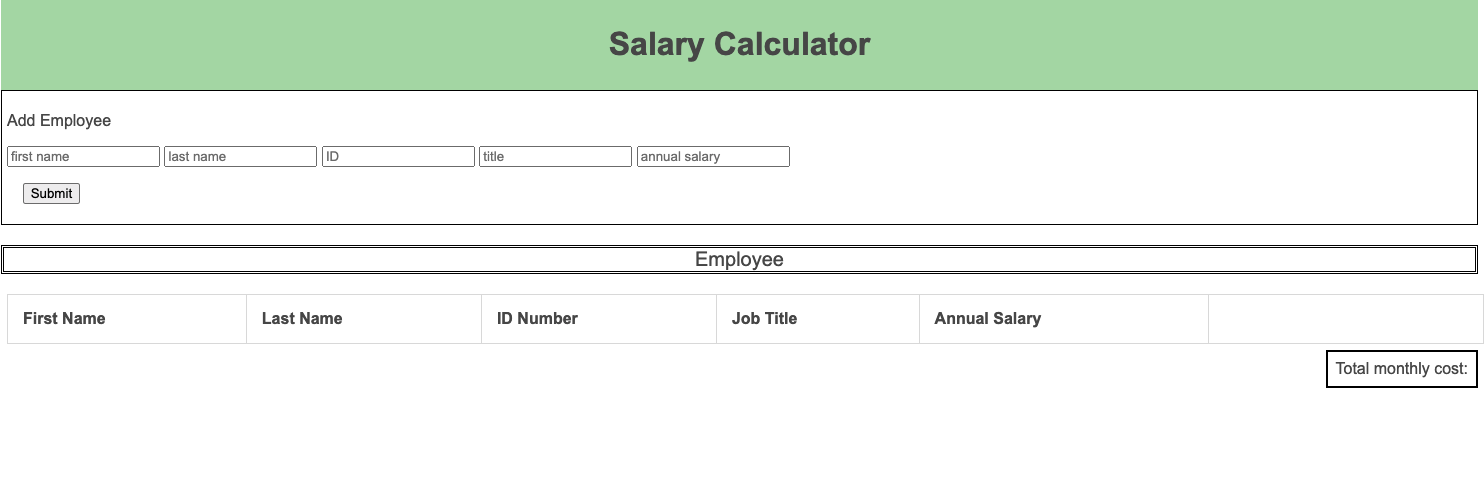 Salary Calculator
Add Employee
first name last name ID title annual salary
Submit
Employee
First Name Last Name ID Number Job Title Annual Salary
Total monthly cost: